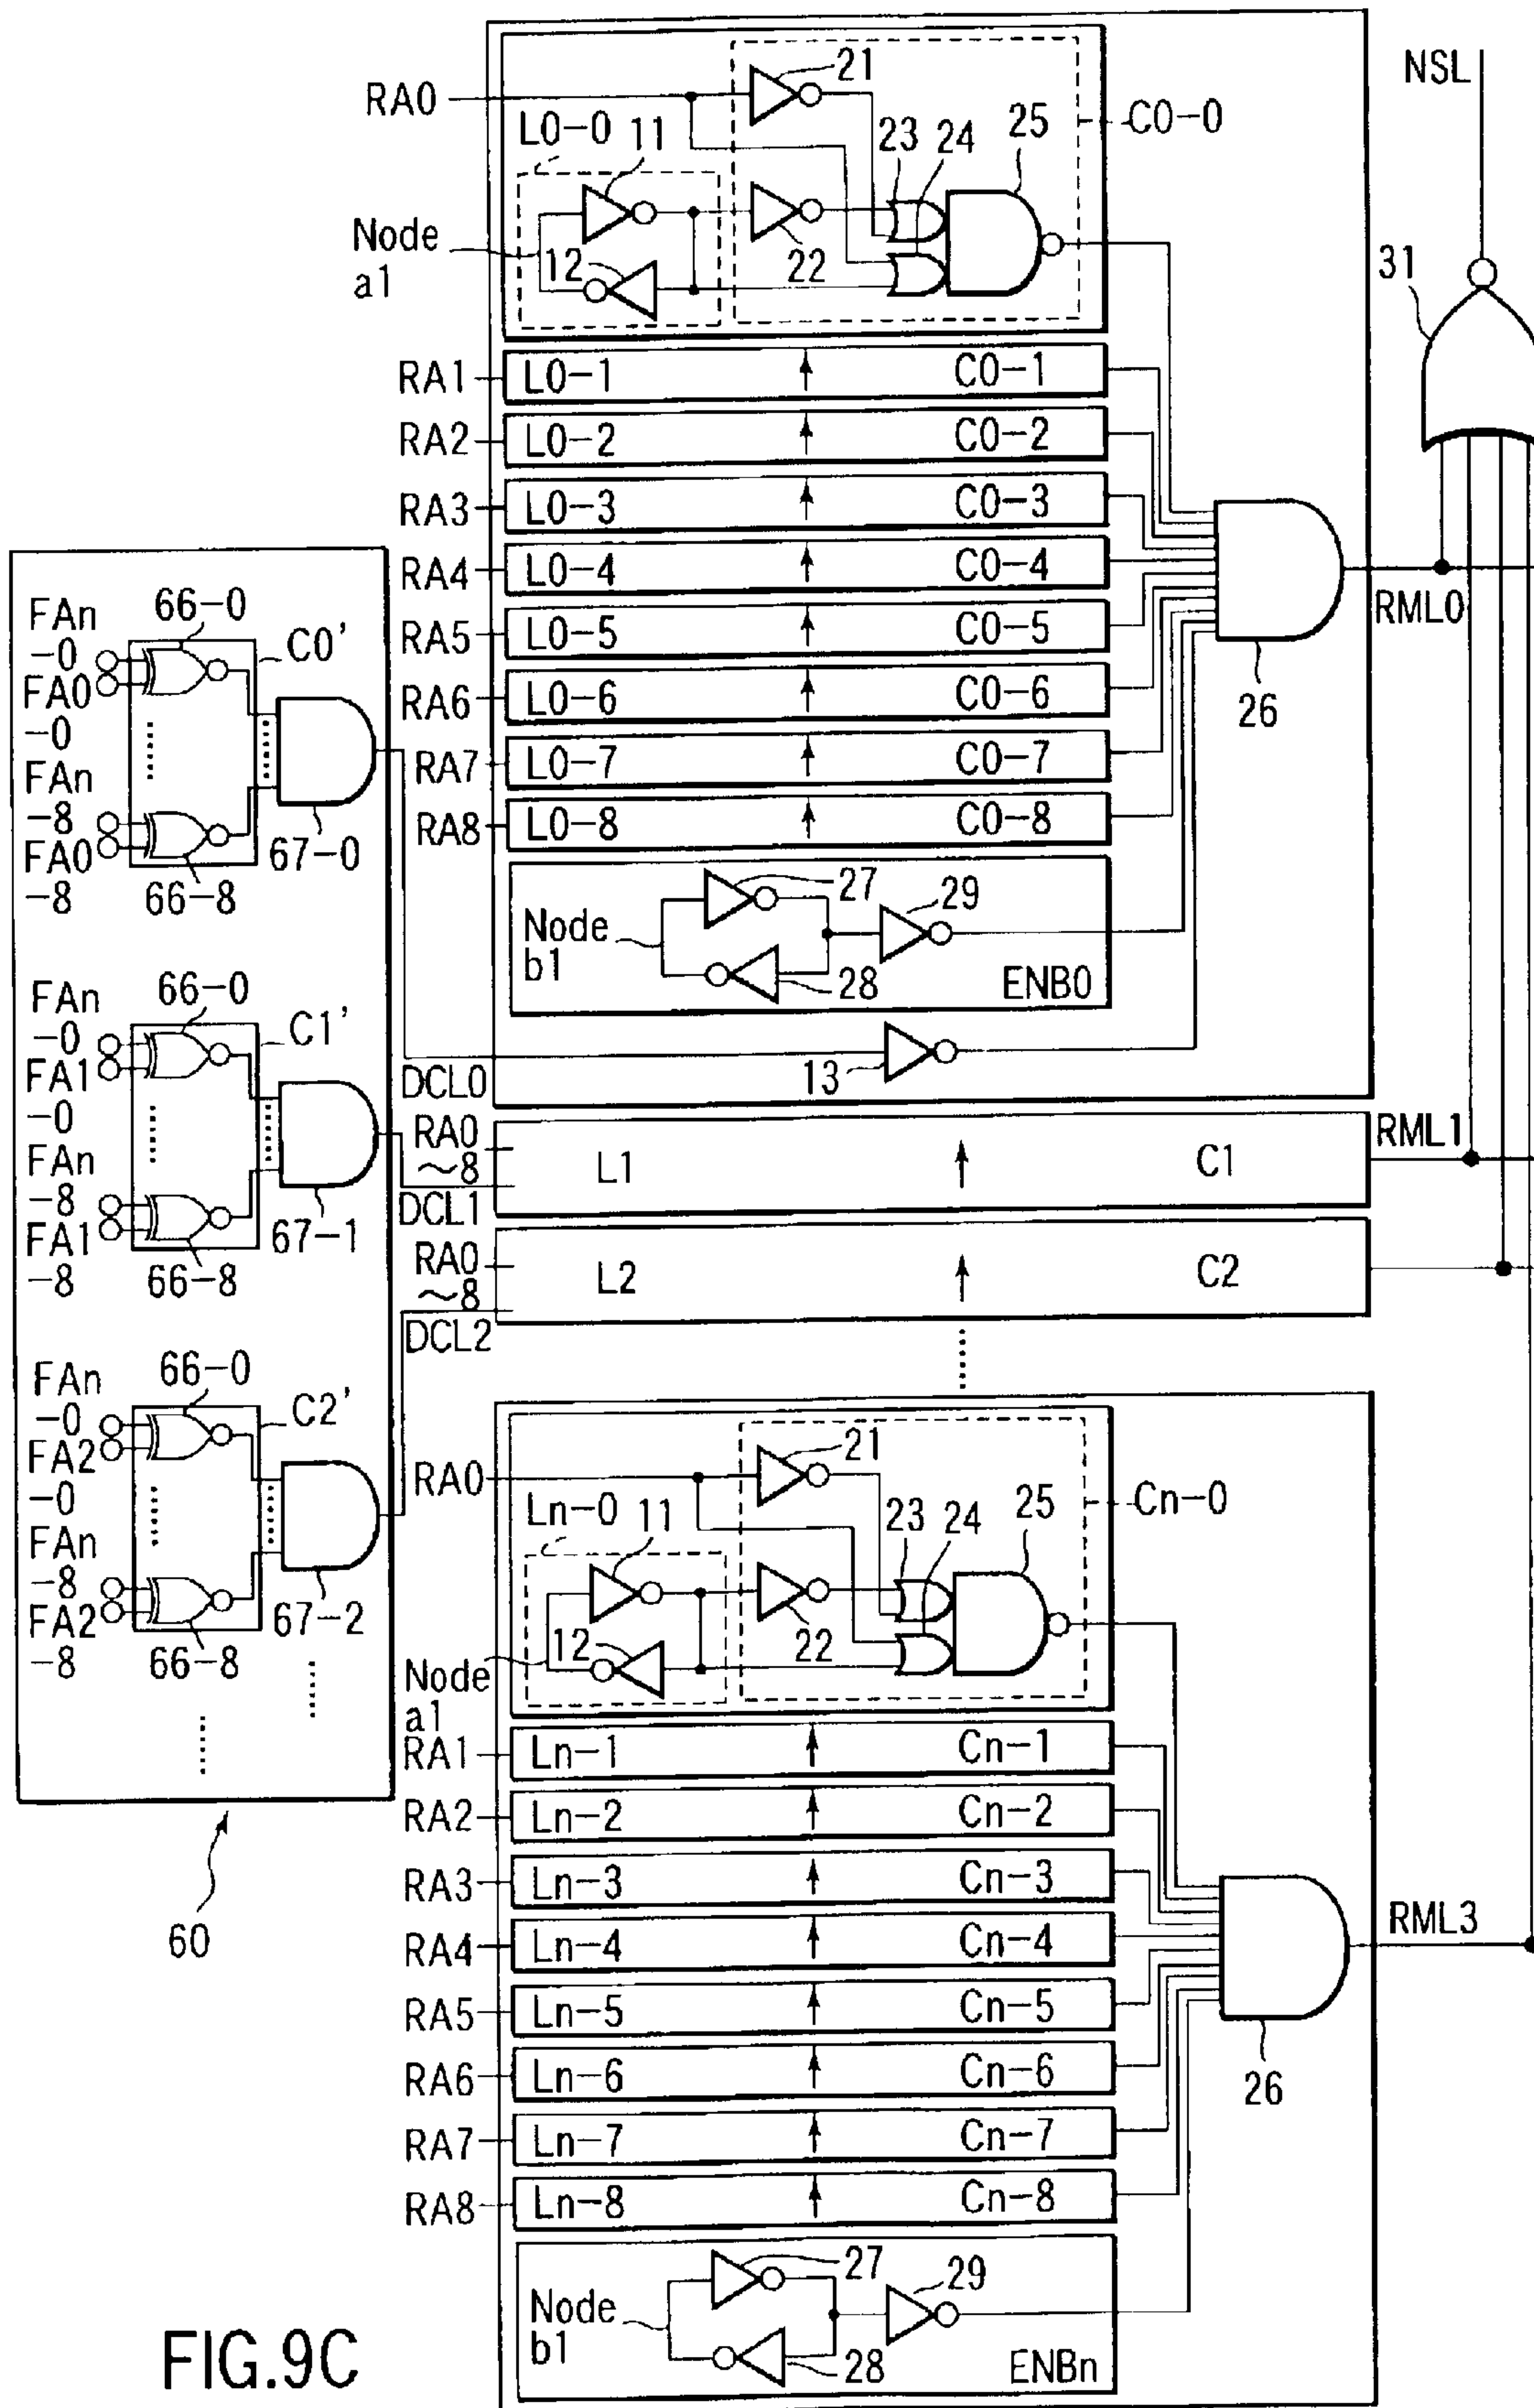 NSL
RA0
L0-0
11
21
C0-0
23
24
25
Node
a1
12
22
31
RA1
L0-1
C0-1
RA2
L0-2
C0-2
RA3
L0-3
C0-3
RA4
L0-4
C0-4
RML0
RA5
L0-5
C0-5
RA6
L0-6
C0-6
26
RA7
L0-7
C0-7
RA8
L0-8
C0-8
27
29
Node
b1
28
ENB0
13
DCL0
FAn
-0
FA0
-0
FAn
-8
FA0
-8
66-0
C0'
67-0
66-8
FAn
-0
FA1
-0
FAn
-8
FA1
-8
66-0
C1'
67-1
66-8
RA0
~8
DCL1
L1
C1
RML1
RA0
~8
DCL2
L2
C2
FAn
-0
FA2
-0
FAn
-8
FA2
-8
66-0
C2'
67-2
66-8
60
RA0
Ln-0
11
21
Cn-0
23
24
25
Node
a1
12
22
RA1
Ln-1
Cn-1
RA2
Ln-2
Cn-2
RA3
Ln-3
Cn-3
RML3
RA4
Ln-4
Cn-4
RA5
Ln-5
Cn-5
RA6
Ln-6
Cn-6
26
RA7
Ln-7
Cn-7
RA8
Ln-8
Cn-8
27
29
Node
b1
28
ENBn
FIG.9C